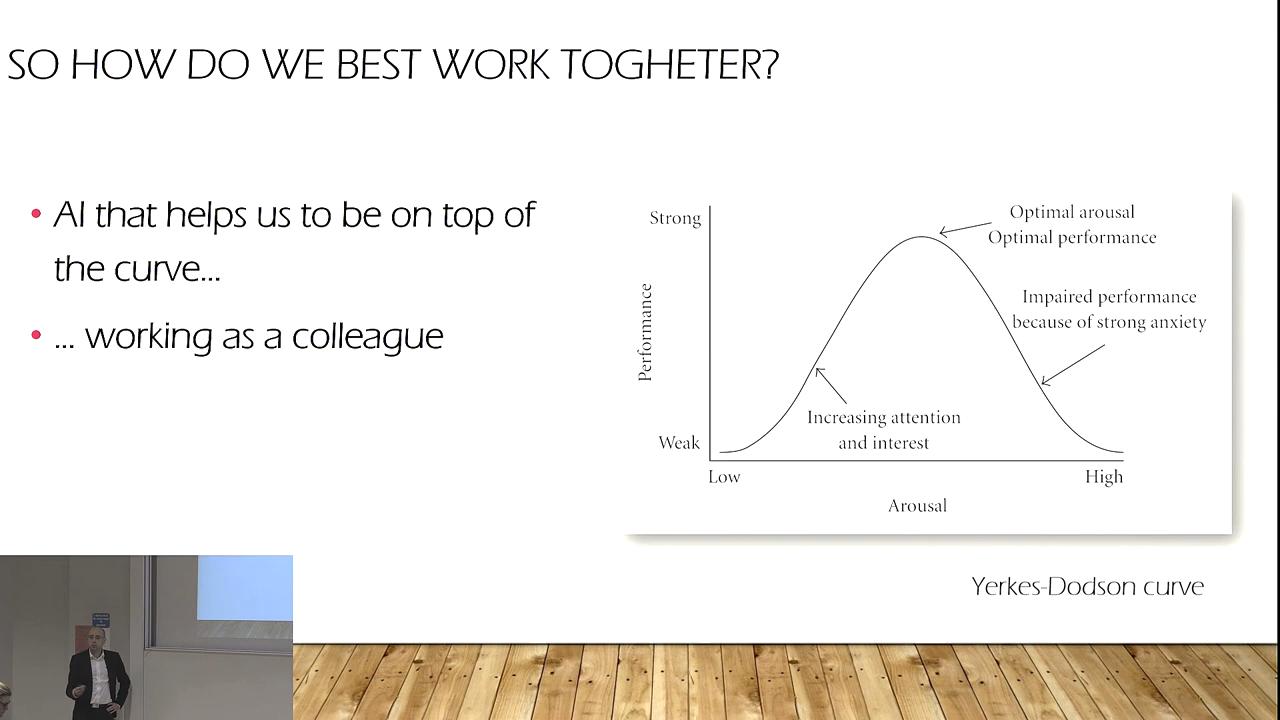 SO HOW DO WE BEST WORK TOGHETER?
• AI that helps us to be on top of
the curve...
• ... working as a colleague
Strong
Optimal arousal
Optimal performance
Impaired performance
because of strong anxiety
Performance
Increasing attention
and interest
Weak
Low
High
Arousal
Yerkes-Dodson curve